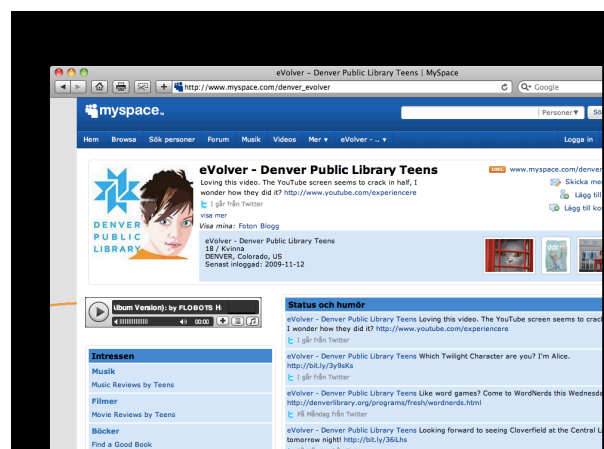 eVolver – Denver Public Library Teens | MySpace
http://www.myspace.com/denver_evolver
Google
myspace.com
Personer
Sö
Hem Browsa Sök personer Forum Musik Videos Mer eVolver - .. Logga in
eVolver - Denver Public Library Teens
Loving this video. The YouTube screen seems to crack in half, I
wonder how they did it? http://www.youtube.com/experiencere
I går från Twitter
visa mer
Visa mina: Foton Blogg
URL www.myspace.com/denver
Skicka me
Lägg till
Lägg till ko
DENVER
PUBLIC
LIBRARY
eVolver - Denver Public Library Teens
18 / Kvinna
DENVER, Colorado,
US
Senast inloggad: 2009-11-12
lbum Version): by FLOBOTS H
00:00
Status och humör
eVolver - Denver Public Library Teens Loving this video. The YouTube screen seems to crac
I wonder how they did it? http://www.youtube.com/experiencere
I går från Twitter
eVolver - Denver Public Library Teens Which Twilight Character are you? I'm Alice.
http://bit.ly/3y9sKs
I går från Twitter
eVolver - Denver Public Library Teens Like word games? Come to WordNerds this Wednesda
http://denverlibrary.org/programs/fresh/wordnerds.html
På Måndag från Twitter
eVolver - Denver Public Library Teens Looking forward to seeing Cloverfield at the Central L
tomorrow night! http://bit.ly/36iLhs
Intressen
Musik
Music Reviews by Teens
Filmer
Movie Reviews by Teens
Böcker
Find a Good Book